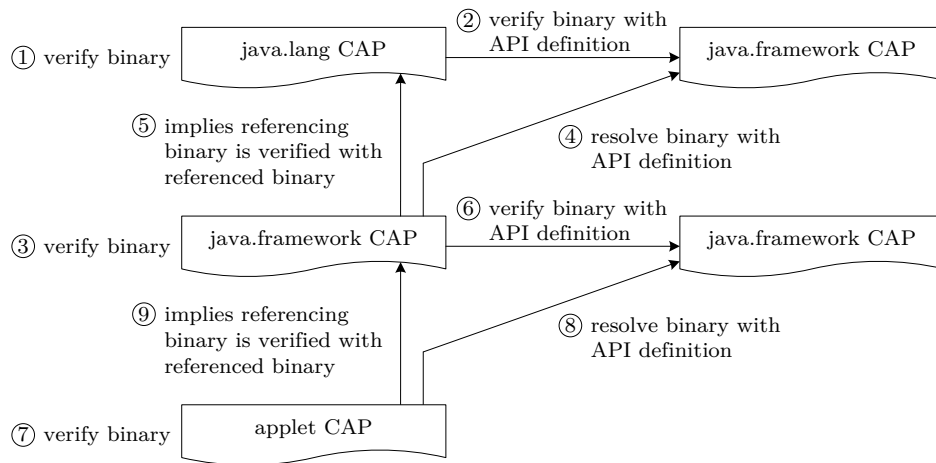 ① verify binary
java.lang CAP
② verify binary with
API definition
java.framework CAP
⑤ implies referencing
binary is verified with
referenced binary
④ resolve binary with
API definition
③ verify binary
java.framework CAP
⑥ verify binary with
API definition
java.framework CAP
⑨ implies referencing
binary is verified with
referenced binary
⑧ resolve binary with
API definition
⑦ verify binary
applet CAP